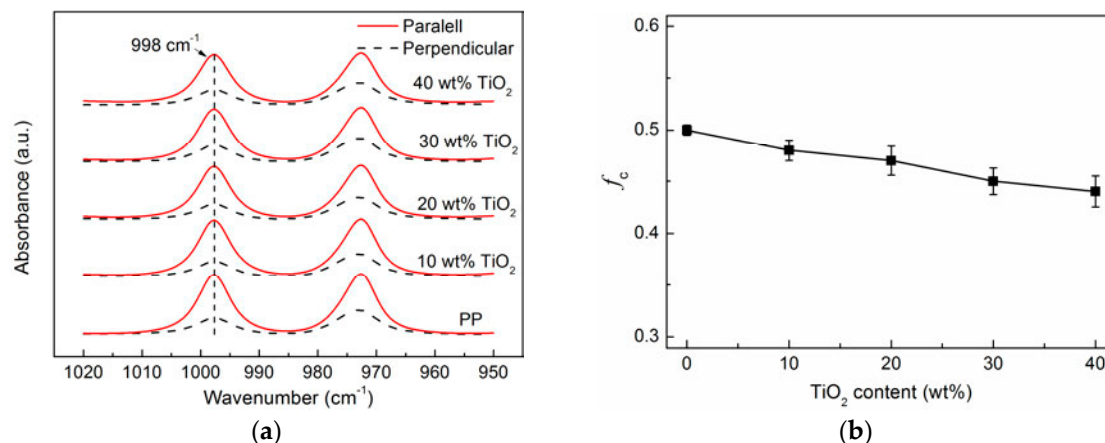 Paralell
Perpendicular
998 cm⁻¹
40 wt% TiO₂
30 wt% TiO₂
20 wt% TiO₂
10 wt% TiO₂
PP
Absorbance (a.u.)
1020 1010 1000 990 980 970 960 950
Wavenumber (cm⁻¹)
(a)
0.5
0.4
0.3
f_c
0 10 20 30 40
TiO₂ content (wt%)
(b)